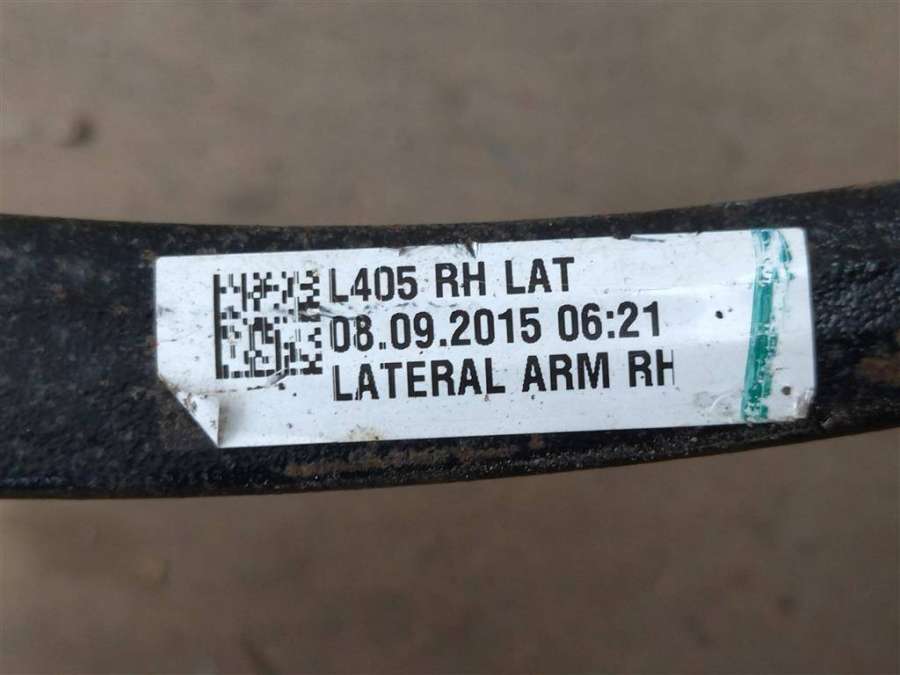 L405 RH LAT
08.09.2015 06:21
LATERAL ARM RH